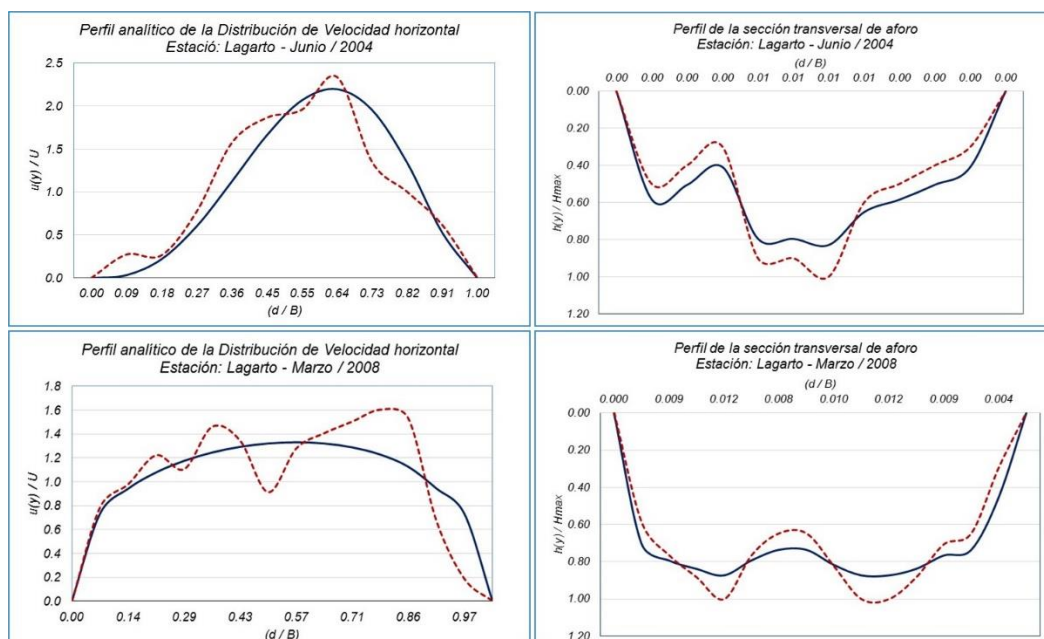 Perfil analítico de la Distribución de Velocidad horizontal
Estació: Lagarto - Junio / 2004
2.5
2.0
1.5
1.0
0.5
0.0
u(y) / U
0.00 0.09 0.18 0.27 0.36 0.45 0.55 0.64 0.73 0.82 0.91 1.00
(d / B)
Perfil de la sección transversal de aforo
Estación: Lagarto - Junio / 2004
(d / B)
0.00 0.00 0.00 0.00 0.01 0.01 0.01 0.01 0.00 0.00 0.00 0.00
0.00
0.20
0.40
0.60
0.80
1.00
1.20
h(y) / Hmax
Perfil analítico de la Distribución de Velocidad horizontal
Estación: Lagarto - Marzo / 2008
1.8
1.6
1.4
1.2
1.0
0.8
0.6
0.4
0.2
0.0
u(y) / U
0.00 0.14 0.29 0.43 0.57 0.71 0.86 0.97
(d / B)
Perfil de la sección transversal de aforo
Estación: Lagarto - Marzo / 2008
(d / B)
0.000 0.009 0.012 0.008 0.010 0.012 0.009 0.004
0.00
0.20
0.40
0.60
0.80
1.00
1.20
h(y) / Hmax